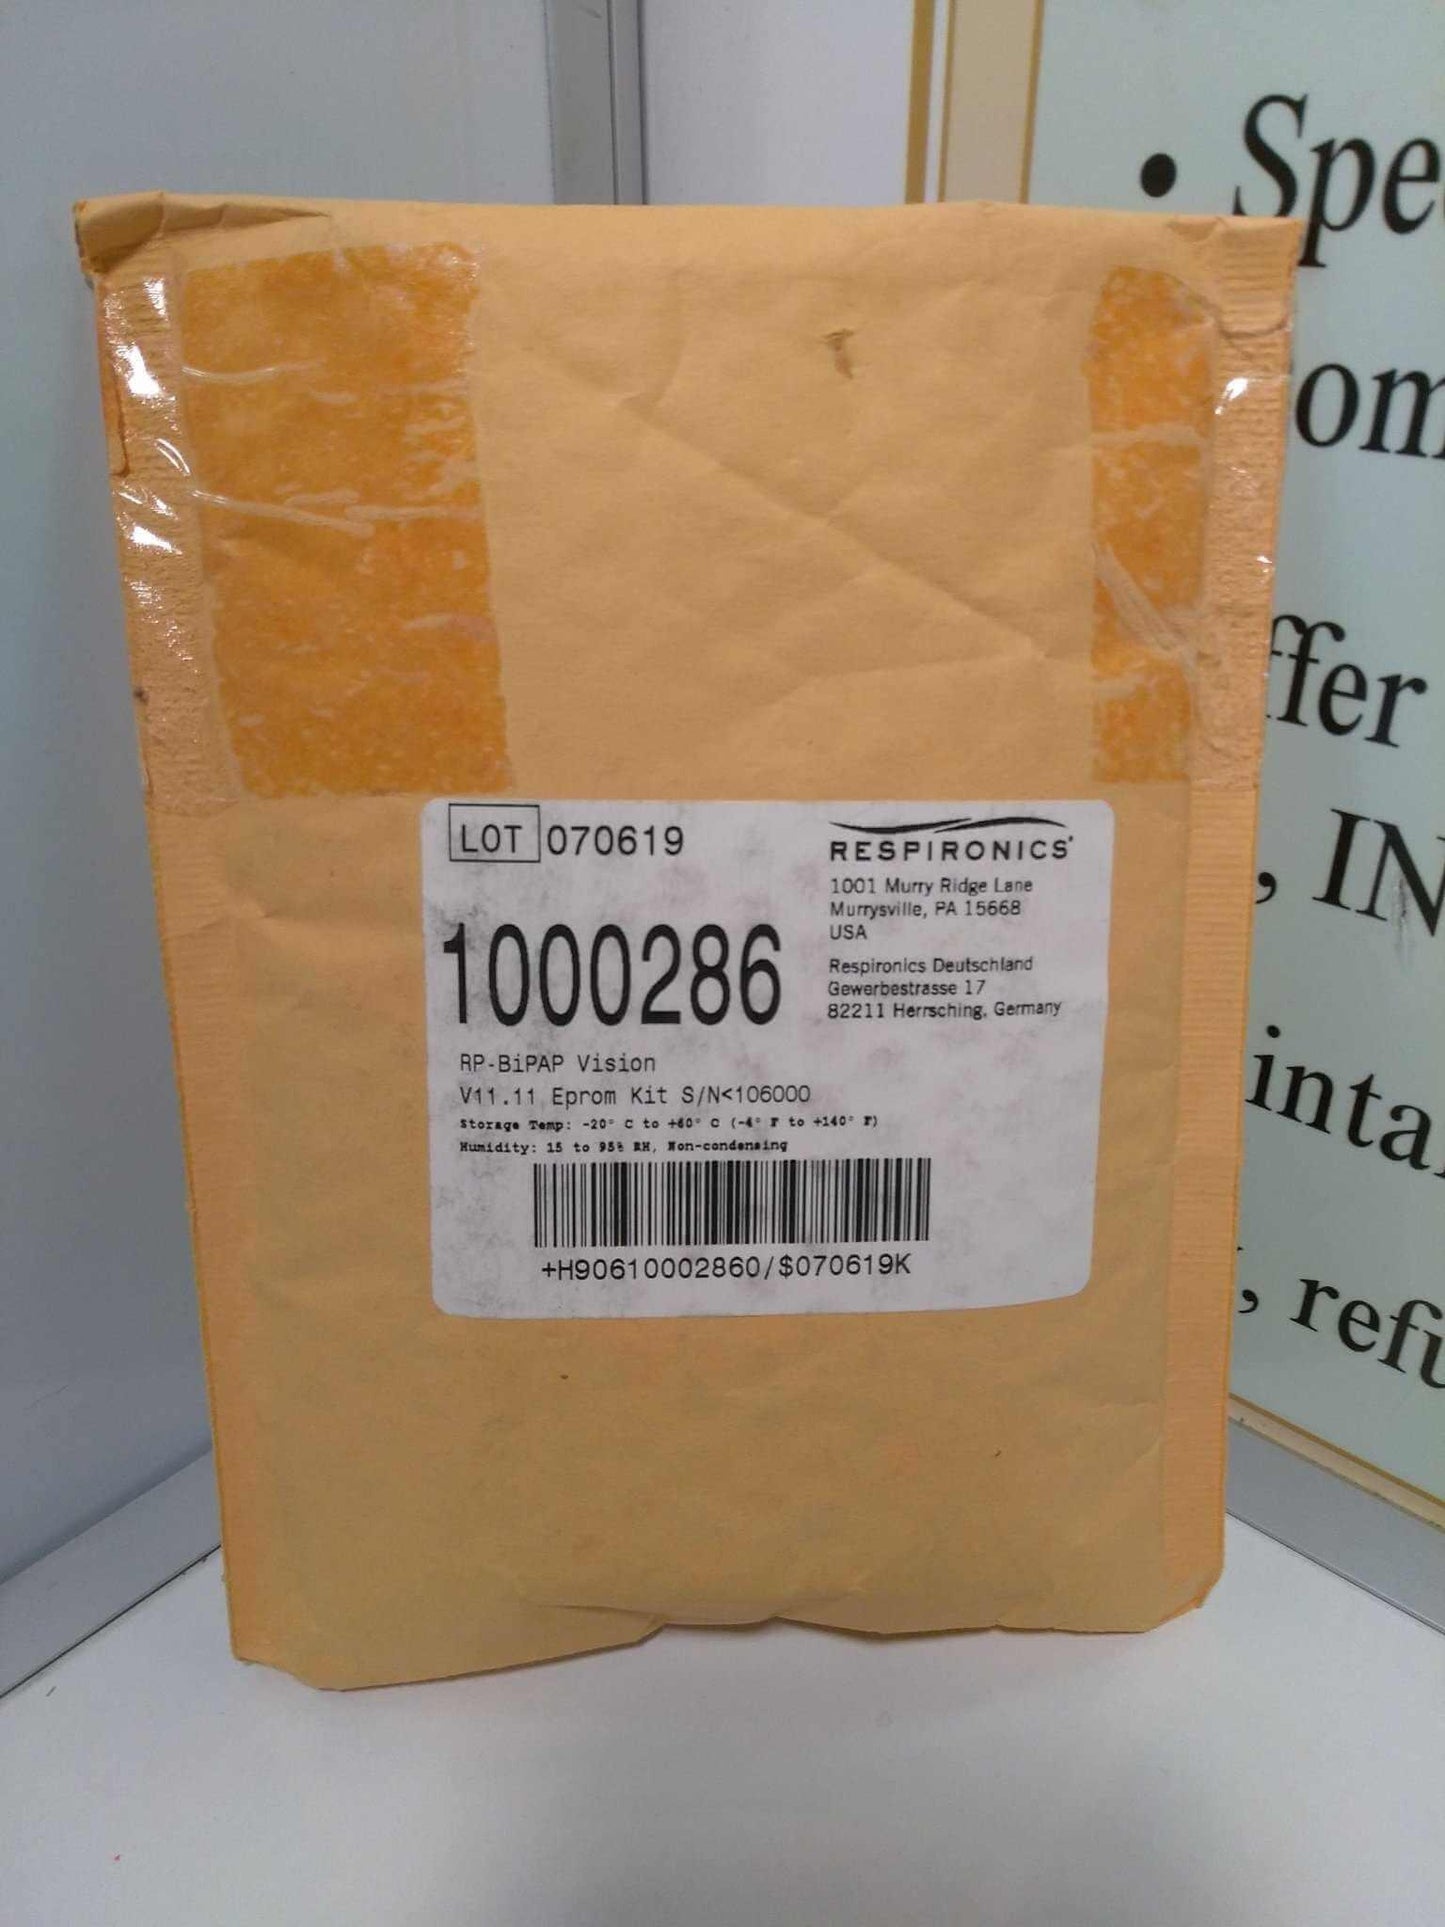 LOT 070619
RESPIRONICS
1001 Murry Ridge Lane
Murrysville, PA 15668
USA
Respironics Deutschland
Gewerbestrasse 17
82211 Herrsching, Germany
1000286
RP-BiPAP Vision
V11.11 Eprom Kit S/N<106000
Storage Temp: -20° C to +60° C (-4° F to +140° F)
Humidity: 15 to 95% RH, Non-condensing
+H90610002860/$070619K
• Spe
om
ffer
, IN
inta
, refu